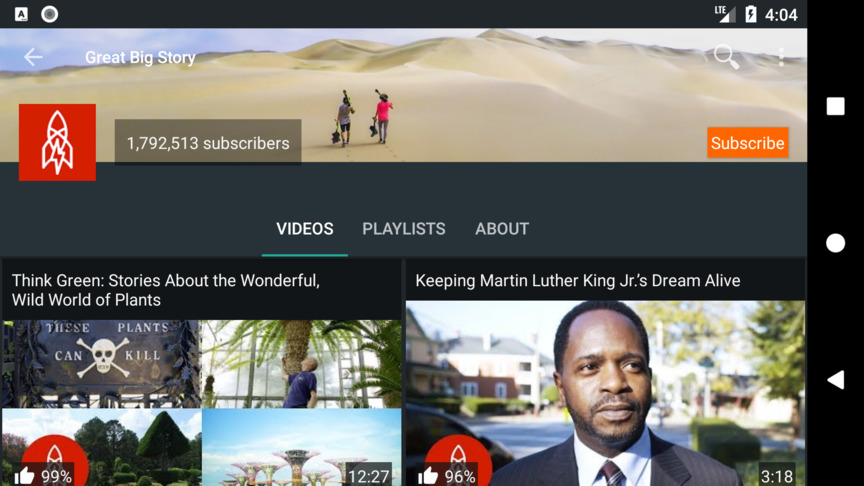 A
LTE
4:04
Great Big Story
1,792,513 subscribers
Subscribe
VIDEOS
PLAYLISTS
ABOUT
Think Green: Stories About the Wonderful,
Wild World of Plants
Keeping Martin Luther King Jr.'s Dream Alive
THESE PLANTS
CAN KILL
99%
12:27
96%
3:18